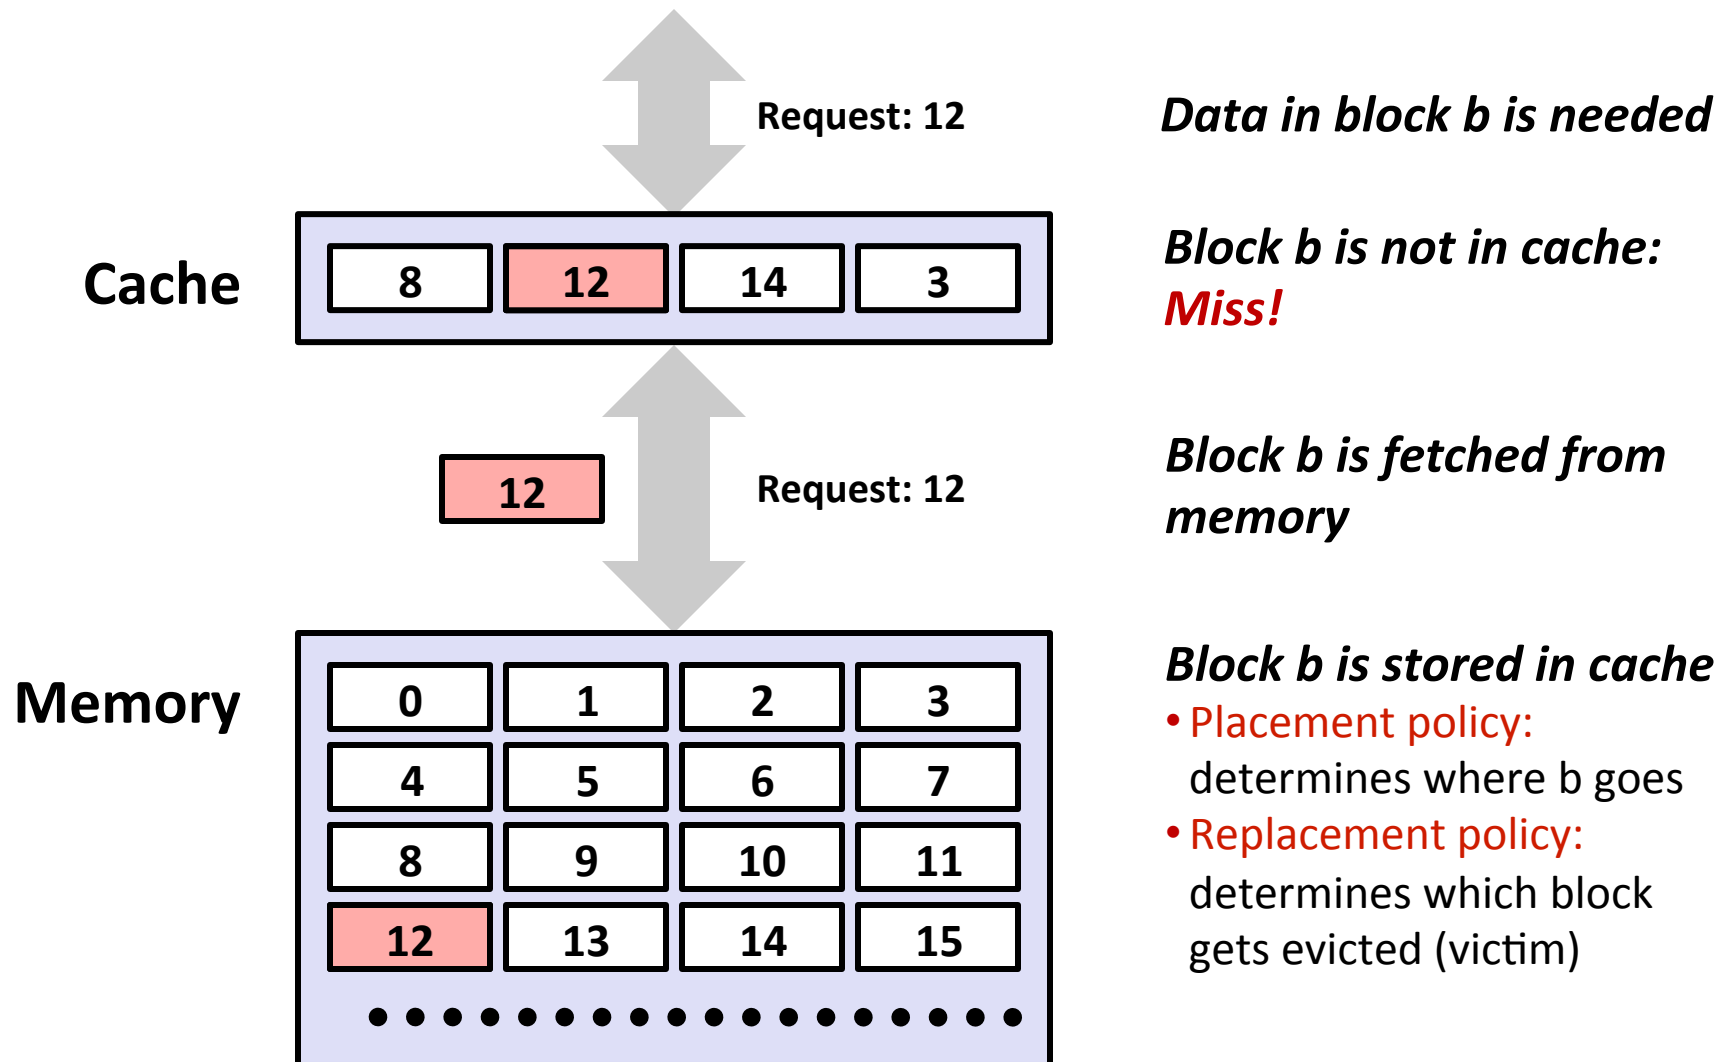 Request: 12
Data in block b is needed
Cache
8 12 14 3
Block b is not in cache:
Miss!
12
Request: 12
Block b is fetched from
memory
Memory
0 1 2 3
4 5 6 7
8 9 10 11
12 13 14 15
Block b is stored in cache
• Placement policy:
determines where b goes
• Replacement policy:
determines which block
gets evicted (victim)